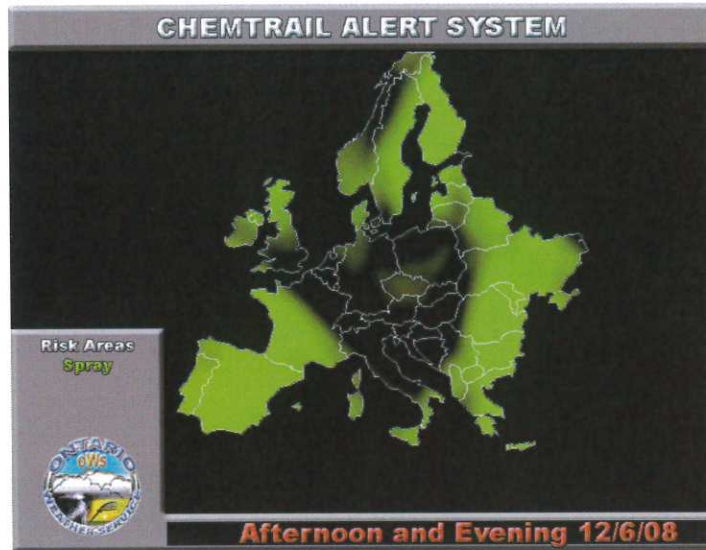 CHEMTRAIL ALERT SYSTEM
Risk Areas
Spray
ONTARIO
OWS
WEATHER SERVICE
Afternoon and Evening 12/6/08